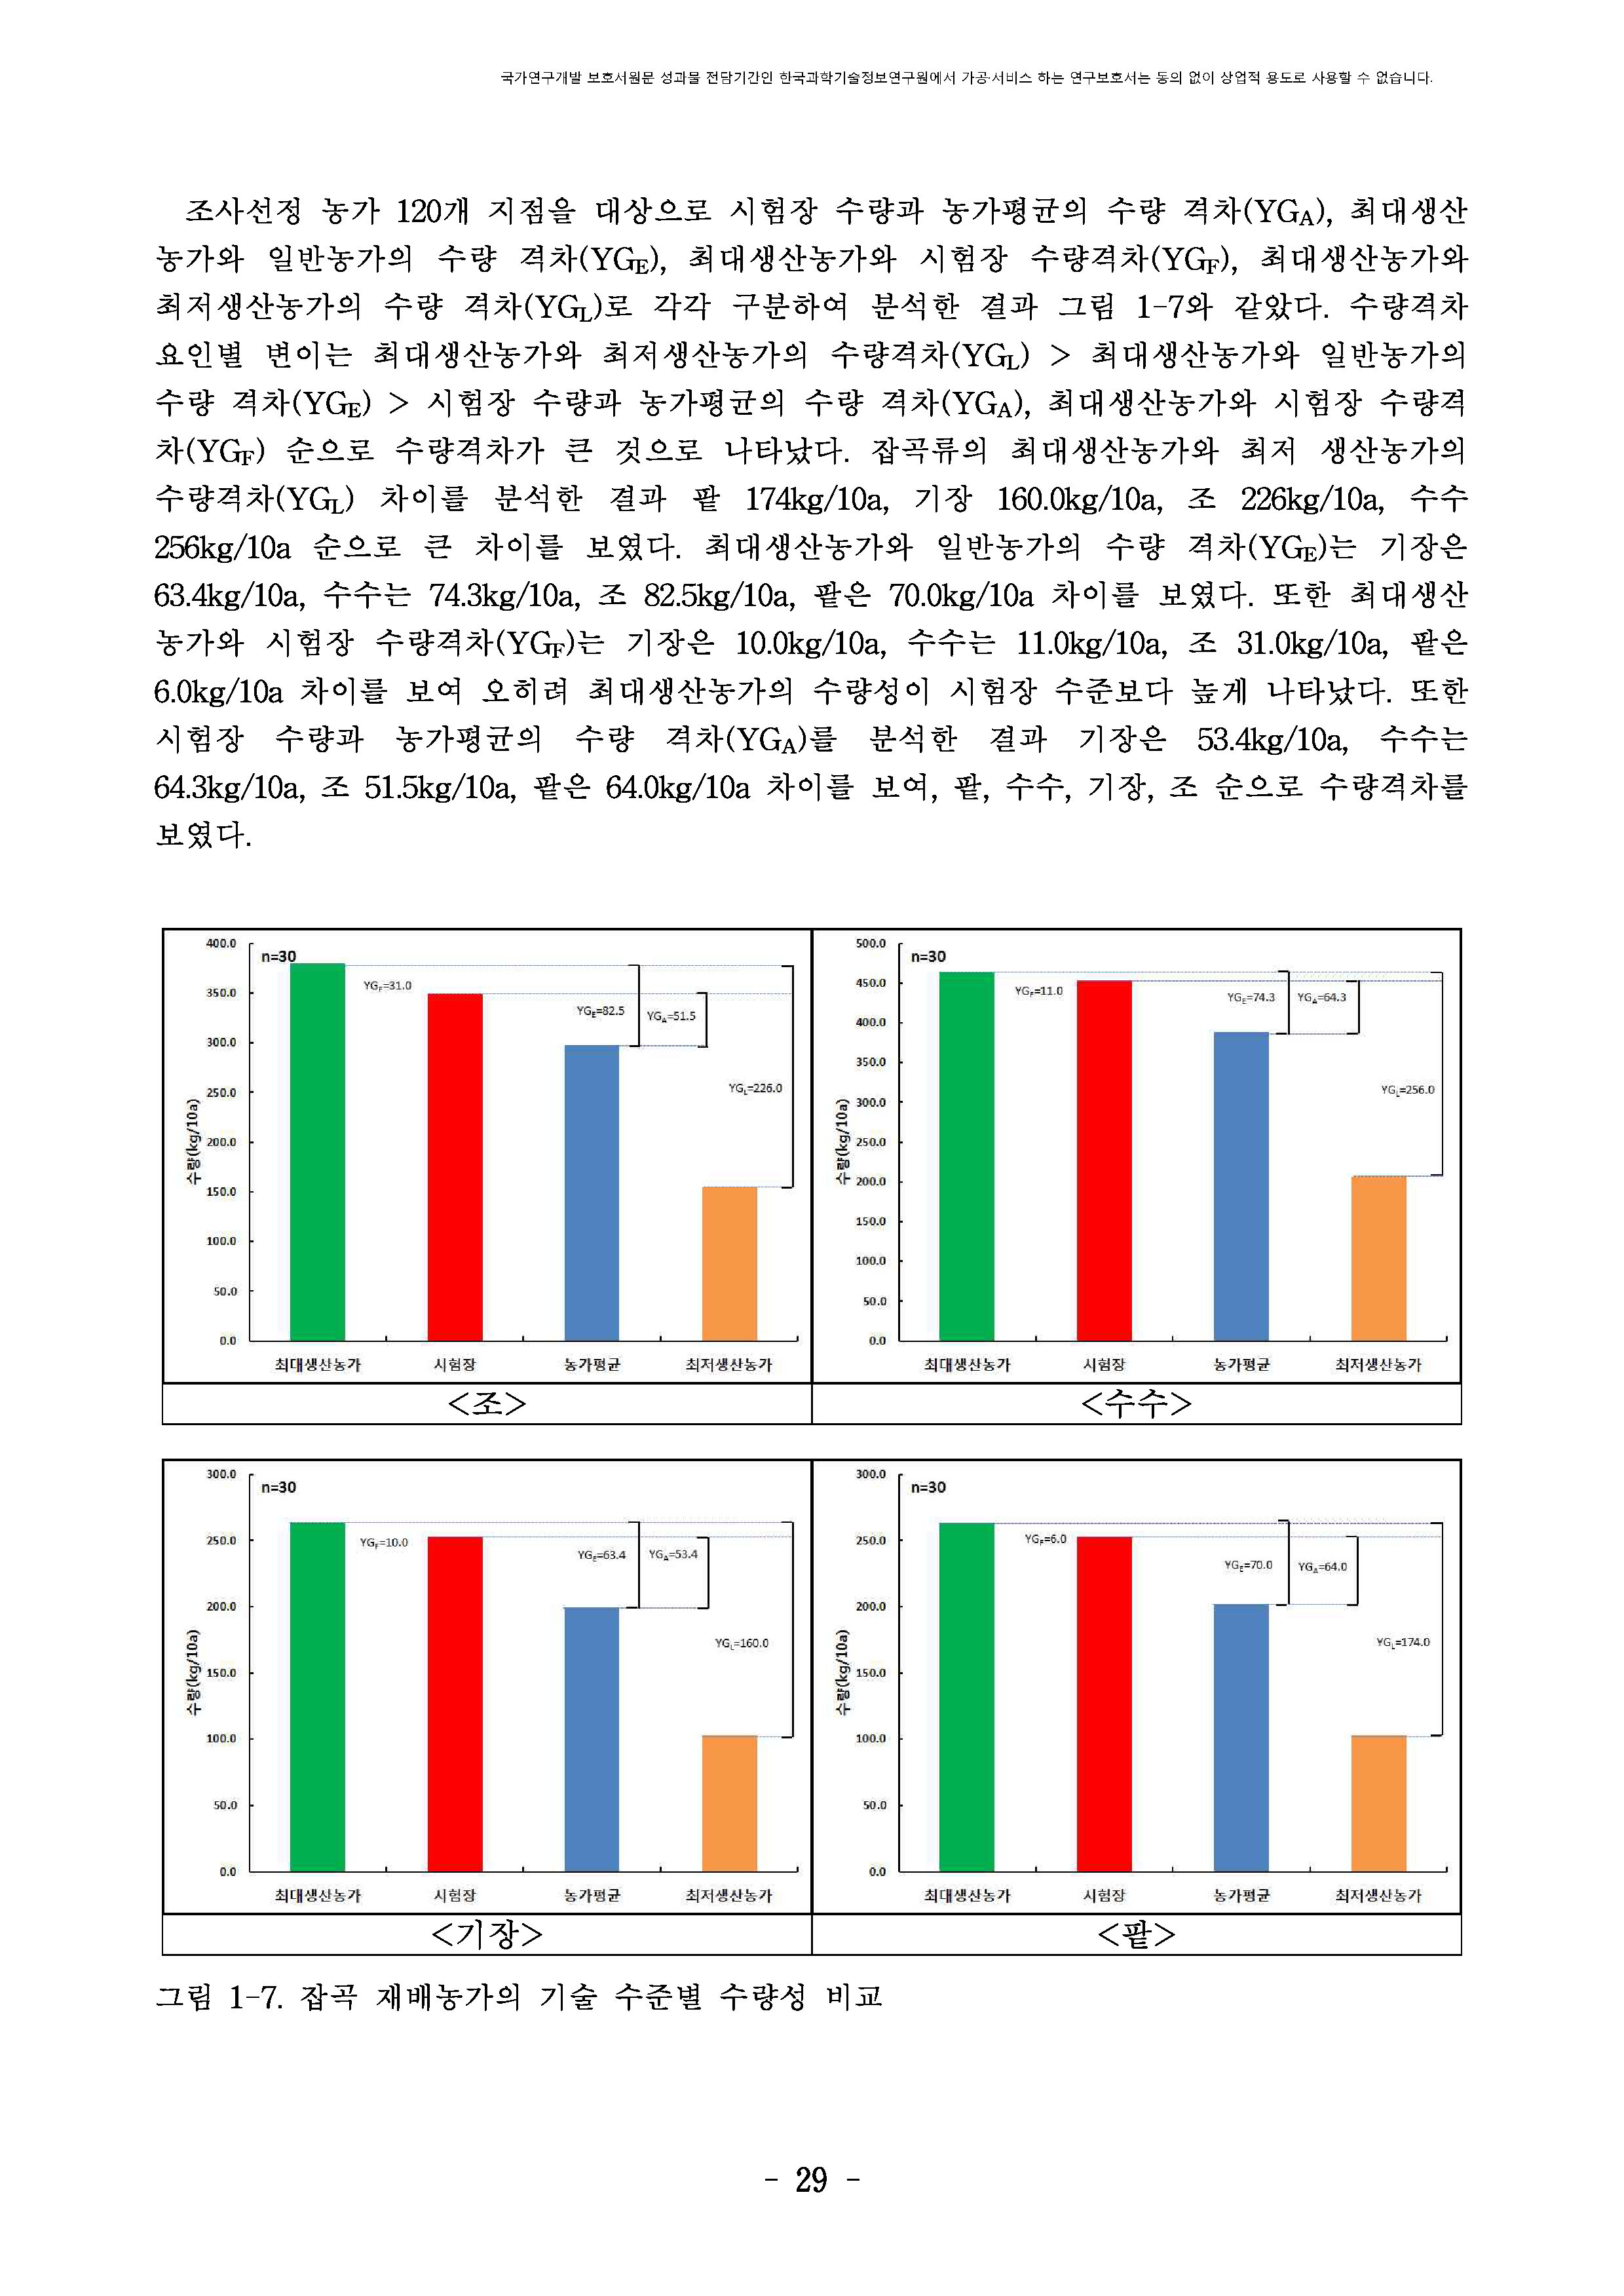 국가연구개발 보호서원문 성과물 전담기간인 한국과학기술정보연구원에서 가공·서비스 하는 연구보호서는 동의 없이 상업적 용도로 사용할 수 없습니다.
조사선정 농가 120개 지점을 대상으로 시험장 수량과 농가평균의 수량 격차(YGA), 최대생산
농가와 일반농가의 수량 격차(YGE), 최대생산농가와 시험장 수량격차(YGF), 최대생산농가와
최저생산농가의 수량 격차(YGL)로 각각 구분하여 분석한 결과 그림 1-7와 같았다. 수량격차
요인별 변이는 최대생산농가와 최저생산농가의 수량격차(YGL) > 최대생산농가와 일반농가의
수량 격차(YGE) > 시험장 수량과 농가평균의 수량 격차(YGA), 최대생산농가와 시험장 수량격
차(YGF) 순으로 수량격차가 큰 것으로 나타났다. 잡곡류의 최대생산농가와 최저 생산농가의
수량격차(YGL) 차이를 분석한 결과 팥 174kg/10a, 기장 160.0kg/10a, 조 226kg/10a, 수수
256kg/10a 순으로 큰 차이를 보였다. 최대생산농가와 일반농가의 수량 격차(YGE)는 기장은
63.4kg/10a, 수수는 74.3kg/10a, 조 82.5kg/10a, 팥은 70.0kg/10a 차이를 보였다. 또한 최대생산
농가와 시험장 수량격차(YGF)는 기장은 10.0kg/10a, 수수는 11.0kg/10a, 조 31.0kg/10a, 팥은
6.0kg/10a 차이를 보여 오히려 최대생산농가의 수량성이 시험장 수준보다 높게 나타났다. 또한
시험장 수량과 농가평균의 수량 격차(YGA)를 분석한 결과 기장은 53.4kg/10a, 수수는
64.3kg/10a, 조 51.5kg/10a, 팥은 64.0kg/10a 차이를 보여, 팥, 수수, 기장, 조 순으로 수량격차를
보였다.
400.0
350.0
300.0
250.0
200.0
150.0
100.0
50.0
0.0
수량(kg/10a)
n=30
YGF=31.0
YGE=82.5
YGA=51.5
YGL=226.0
최대생산농가 시험장 농가평균 최저생산농가
<조>
500.0
450.0
400.0
350.0
300.0
250.0
200.0
150.0
100.0
50.0
0.0
수량(kg/10a)
n=30
YGF=11.0
YGE=74.3
YGA=64.3
YGL=256.0
최대생산농가 시험장 농가평균 최저생산농가
<수수>
300.0
250.0
200.0
150.0
100.0
50.0
0.0
수량(kg/10a)
n=30
YGF=10.0
YGE=63.4
YGA=53.4
YGL=160.0
최대생산농가 시험장 농가평균 최저생산농가
<기장>
300.0
250.0
200.0
150.0
100.0
50.0
0.0
수량(kg/10a)
n=30
YGF=6.0
YGE=70.0
YGA=64.0
YGL=174.0
최대생산농가 시험장 농가평균 최저생산농가
<팥>
그림 1-7. 잡곡 재배농가의 기술 수준별 수량성 비교
- 29 -